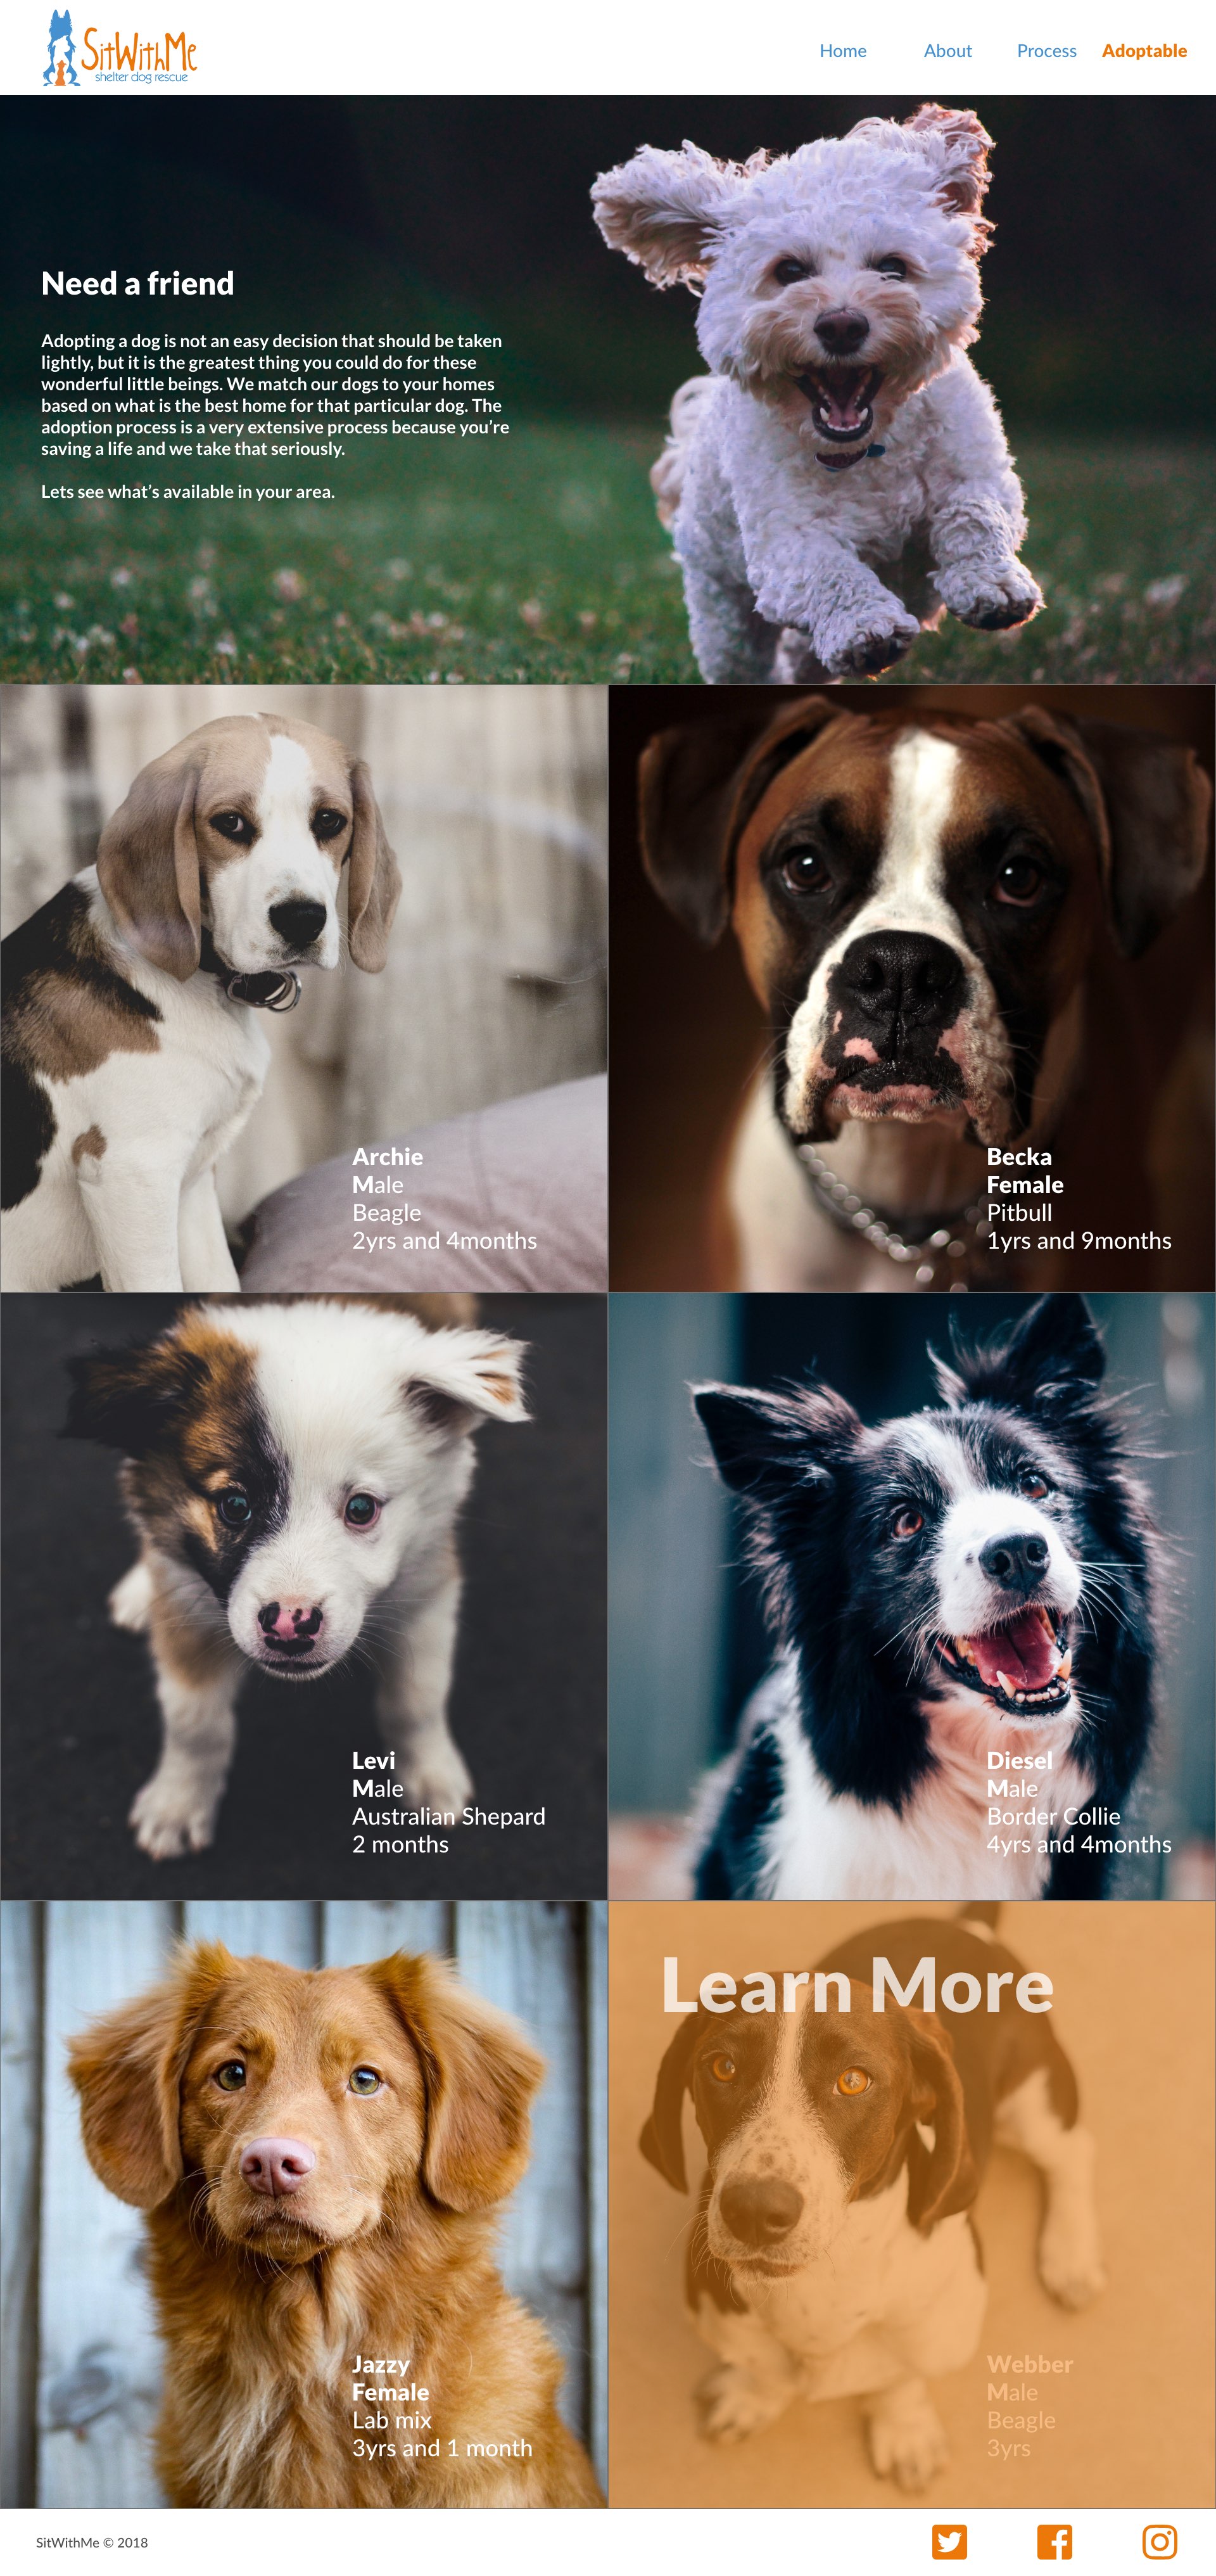 SitWithMe
shelter dog rescue
Home About Process Adoptable
Need a friend
Adopting a dog is not an easy decision that should be taken
lightly, but it is the greatest thing you could do for these
wonderful little beings. We match our dogs to your homes
based on what is the best home for that particular dog. The
adoption process is a very extensive process because you’re
saving a life and we take that seriously.
Lets see what’s available in your area.
Archie
Male
Beagle
2yrs and 4months
Becka
Female
Pitbull
1yrs and 9months
Levi
Male
Australian Shepard
2 months
Diesel
Male
Border Collie
4yrs and 4months
Jazzy
Female
Lab mix
3yrs and 1 month
Learn More
Webber
Male
Beagle
3yrs
SitWithMe © 2018